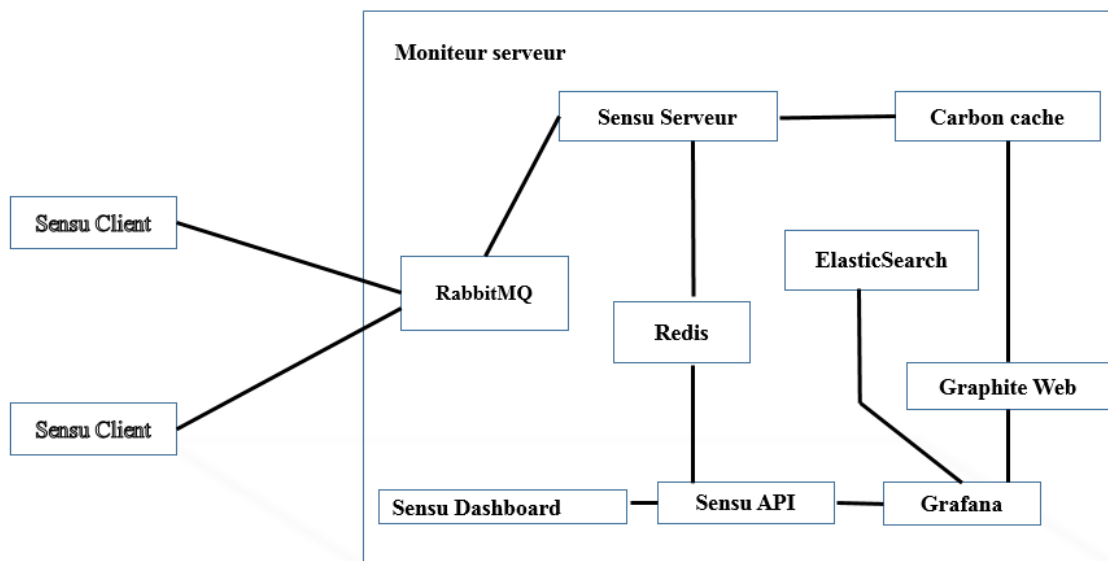 Moniteur serveur
Sensu Serveur
Carbon cache
Sensu Client
ElasticSearch
RabbitMQ
Redis
Graphite Web
Sensu Client
Sensu Dashboard
Sensu API
Grafana